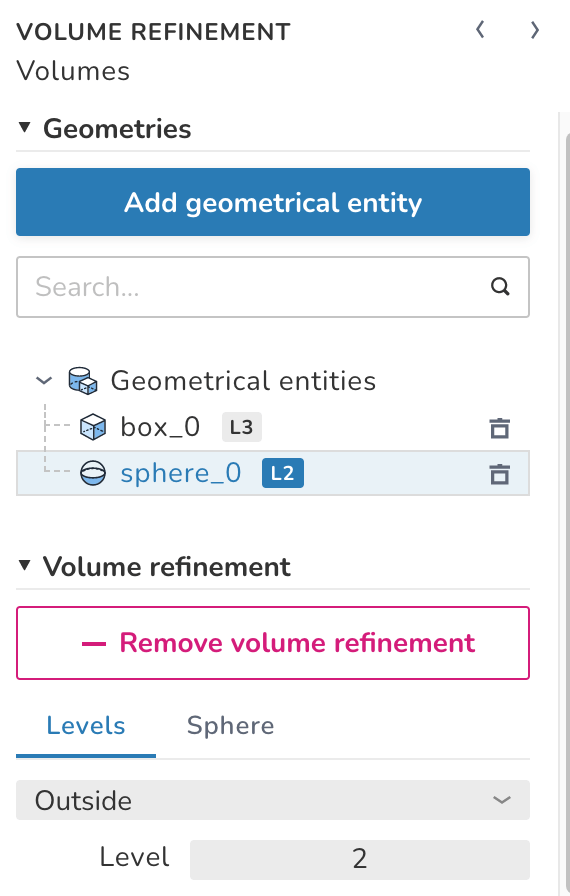 VOLUME REFINEMENT
Volumes
Geometries
Add geometrical entity
Search...
Geometrical entities
box_0 L3
sphere_0 L2
Volume refinement
Remove volume refinement
Levels Sphere
Outside
Level 2